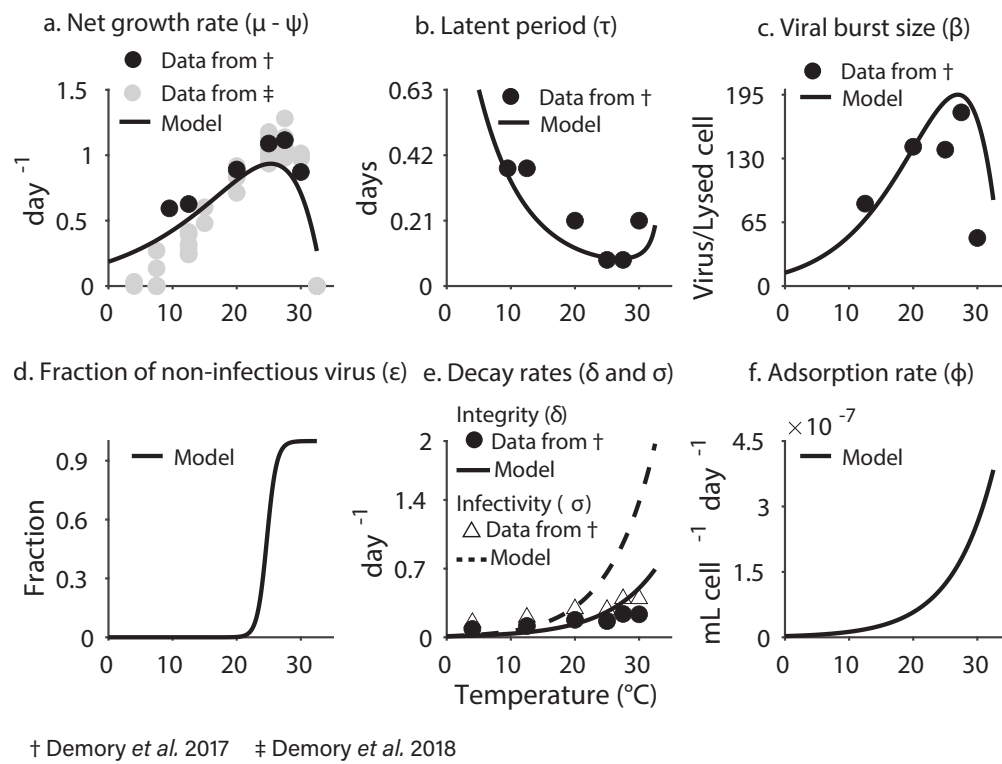 a. Net growth rate (μ - ψ)
Data from †
Data from ‡
Model
1.5
1
0.5
0
day -1
0 10 20 30
b. Latent period (τ)
Data from †
Model
0.63
0.42
0.21
0
days
0 10 20 30
c. Viral burst size (β)
Data from †
Model
195
130
65
0
Virus/Lysed cell
0 10 20 30
d. Fraction of non-infectious virus (ε)
Model
0.9
0.6
0.3
0
Fraction
0 10 20 30
e. Decay rates (δ and σ)
Integrity (δ)
Data from †
Model
Infectivity ( σ)
Data from †
Model
2
1.4
0.7
0
day -1
0 10 20 30
Temperature (°C)
f. Adsorption rate (ϕ)
×10 -7
Model
4.5
3
1.5
0
mL cell -1 day -1
0 10 20 30
† Demory et al. 2017 ‡ Demory et al. 2018